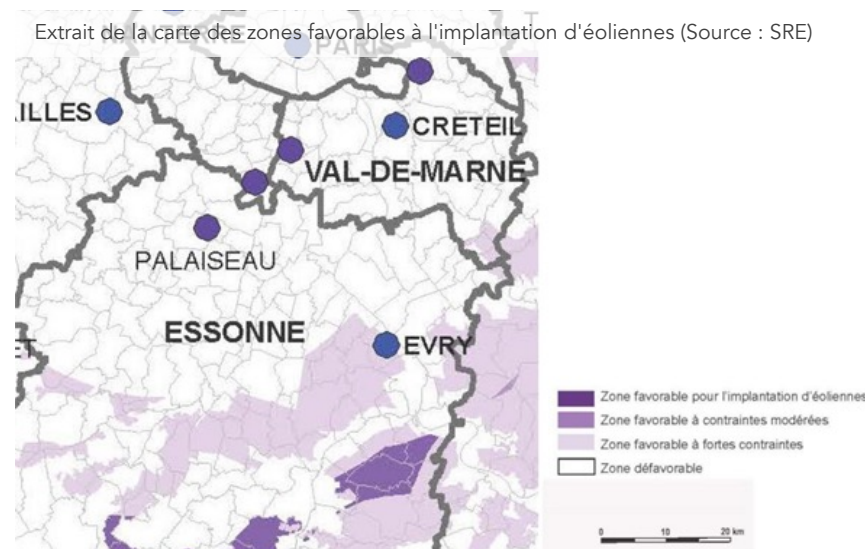 Extrait de la carte des zones favorables à l'implantation d'éoliennes (Source : SRE)
NANTERRE
PARIS
ILLES
CRETEIL
VAL-DE-MARNE
PALAISEAU
ESSONNE
EVRY
ET
Zone favorable pour l'implantation d'éoliennes
Zone favorable à contraintes modérées
Zone favorable à fortes contraintes
Zone défavorable
0 10 20 km